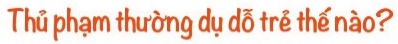 Thủ phạm thường dụ dỗ trẻ thế nào?